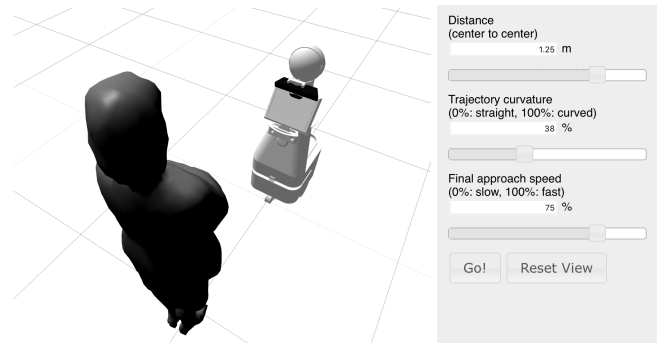 Distance
(center to center)
1.25 m
Trajectory curvature
(0%: straight, 100%: curved)
38 %
Final approach speed
(0%: slow, 100%: fast)
75 %
Go! Reset View